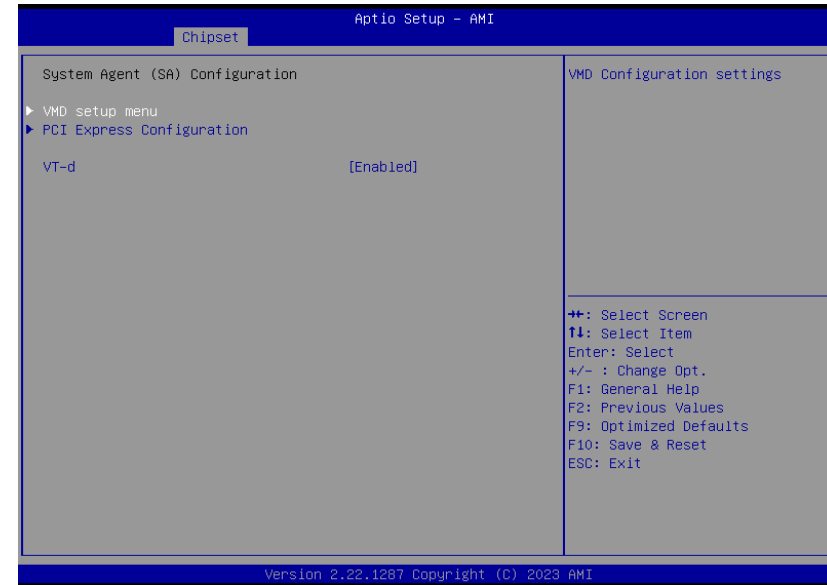 Aptio Setup – AMI
Chipset
System Agent (SA) Configuration
VMD setup menu
PCI Express Configuration
VT-d [Enabled]
VMD Configuration settings
→←: Select Screen
↑↓: Select Item
Enter: Select
+/- : Change Opt.
F1: General Help
F2: Previous Values
F9: Optimized Defaults
F10: Save & Reset
ESC: Exit
Version 2.22.1287 Copyright (C) 2023 AMI